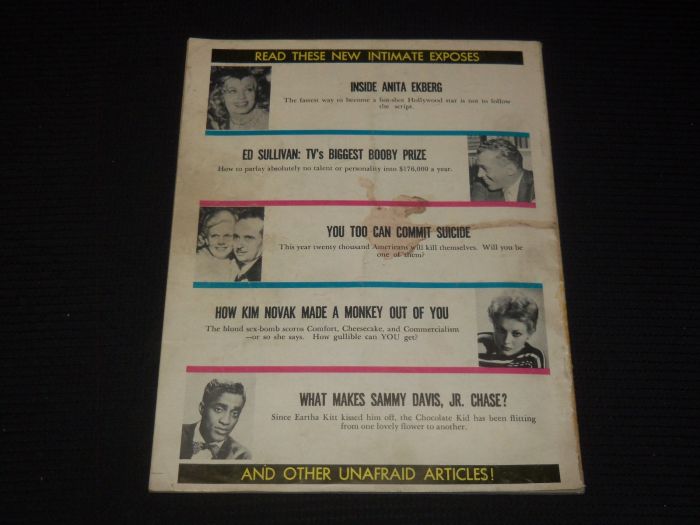 READ THESE NEW INTIMATE EXPOSES
INSIDE ANITA EKBERG
The fastest way to become a hot-shot Hollywood star is not to follow
the script.
ED SULLIVAN: TV's BIGGEST BOOBY PRIZE
How to parlay absolutely no talent or personality into $176,000 a year.
YOU TOO CAN COMMIT SUICIDE
This year twenty thousand Americans will kill themselves. Will you be
one of them?
HOW KIM NOVAK MADE A MONKEY OUT OF YOU
The blond sex-bomb scorns Comfort, Cheesecake, and Commercialism
—or so she says. How gullible can YOU get?
WHAT MAKES SAMMY DAVIS, JR. CHASE?
Since Eartha Kitt kissed him off, the Chocolate Kid has been flitting
from one lovely flower to another.
AND OTHER UNAFRAID ARTICLES!